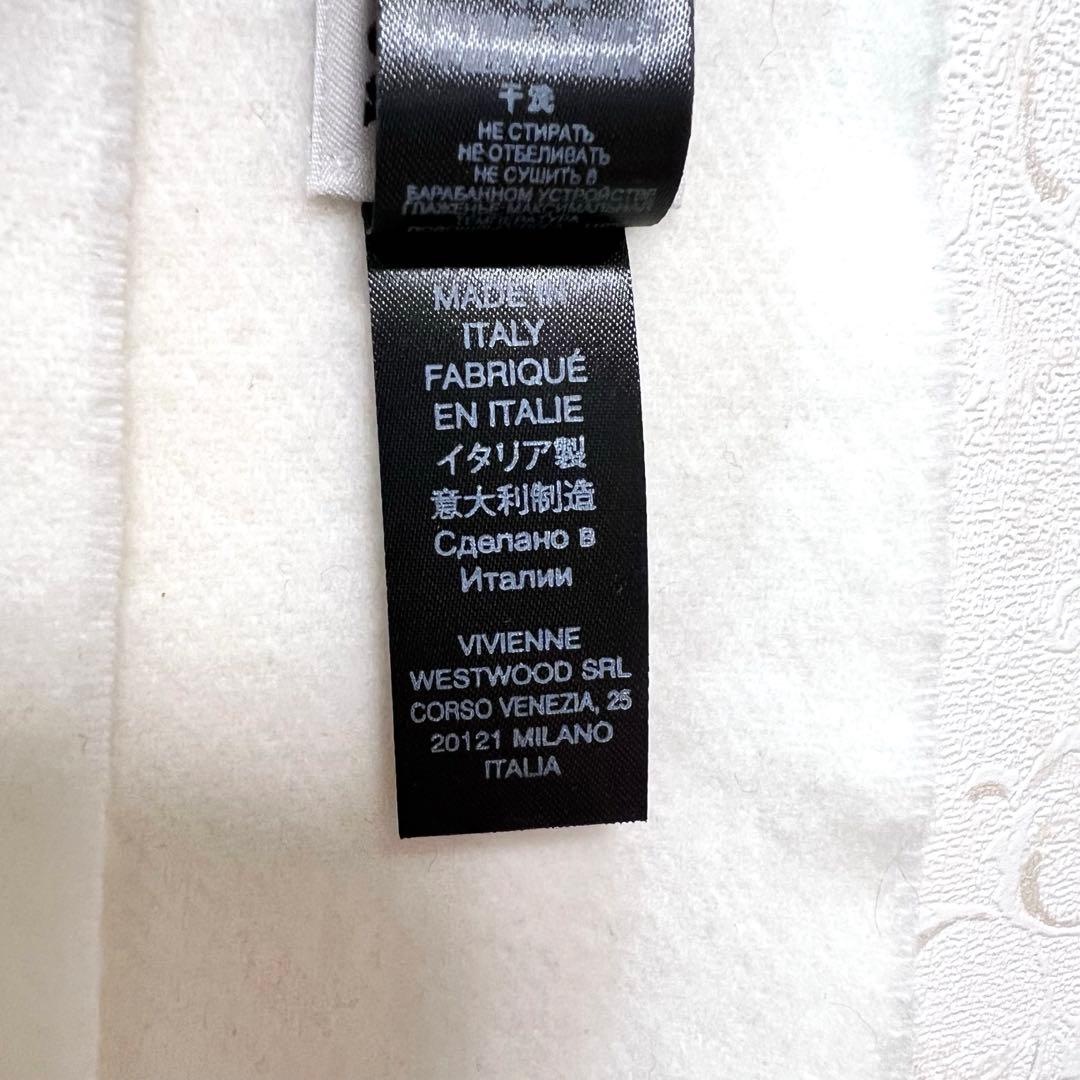 干洗
НЕ СТИРАТЬ
НЕ ОТБЕЛИВАТЬ
НЕ СУШИТЬ В
БАРАБАННОМ УСТРОЙСТВЕ
MADE IN
ITALY
FABRIQUÉ
EN ITALIE
イタリア製
意大利制造
Сделано в
Италии
VIVIENNE
WESTWOOD SRL
CORSO VENEZIA, 25
20121 MILANO
ITALIA